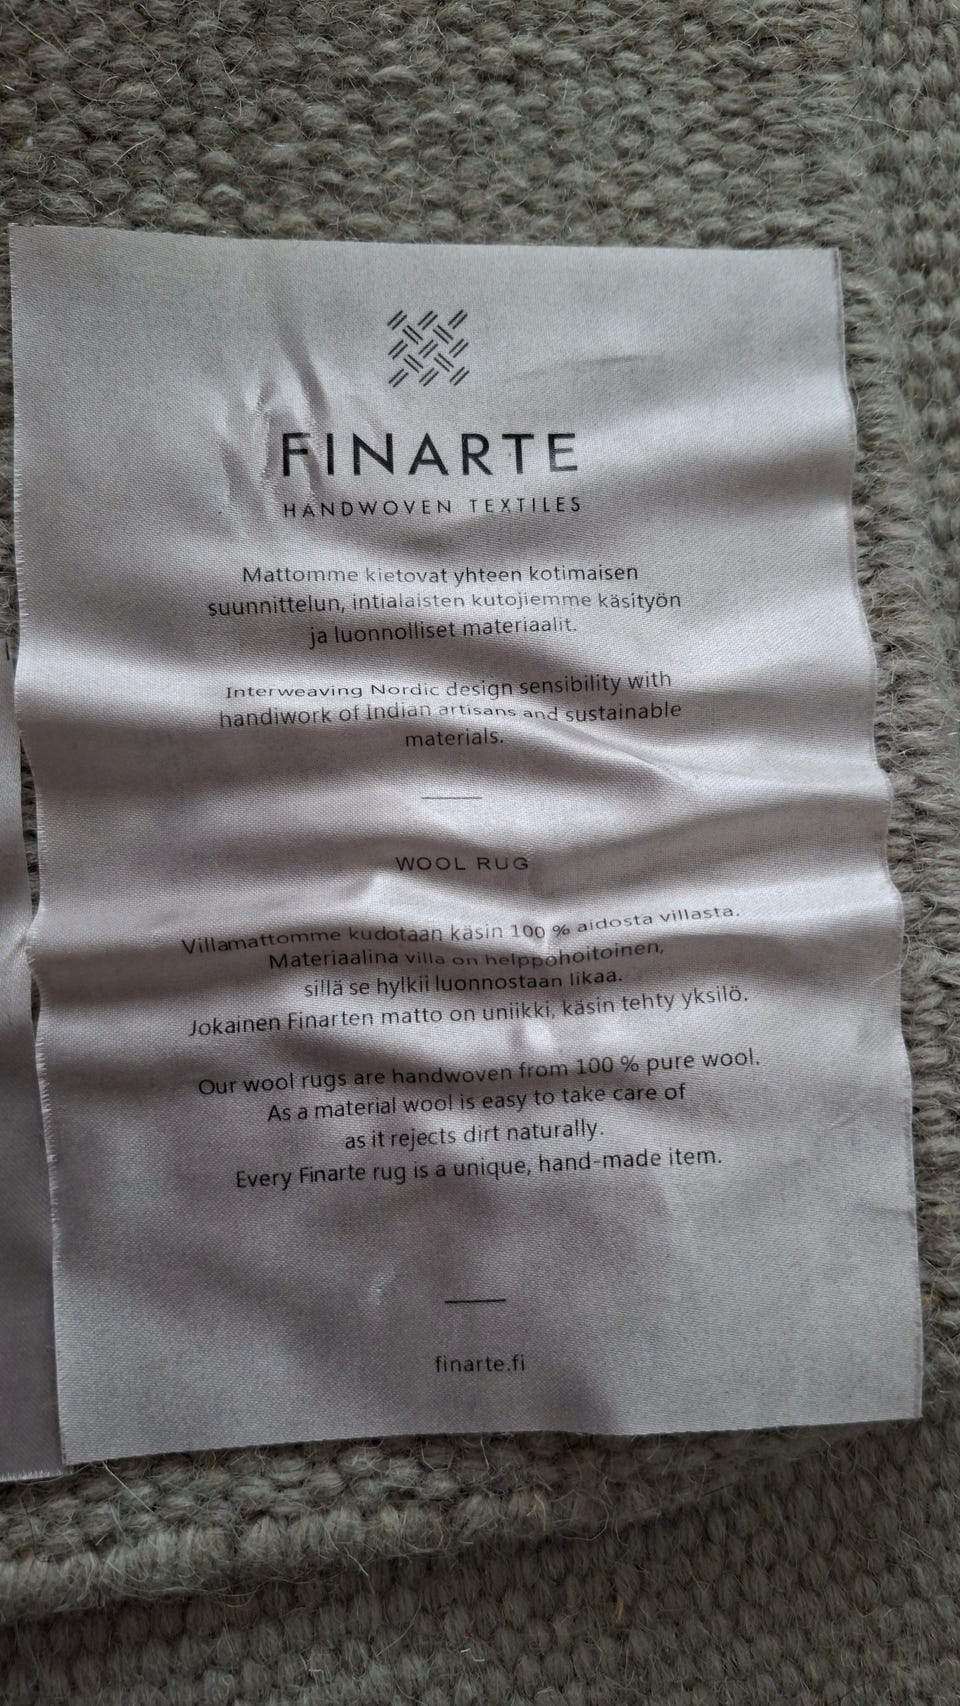 FINARTE
HANDWOVEN TEXTILES
Mattomme kietovat yhteen kotimaisen
suunnittelun, intialaisten kutojiemme käsityön
ja luonnolliset materiaalit.
Interweaving Nordic design sensibility with
handiwork of Indian artisans and sustainable
materials.
WOOL RUG
Villamattomme kudotaan käsin 100 % aidosta villasta.
Materiaalina villa on helppohoitoinen,
sillä se hylkii luonnostaan likaa.
Jokainen Finarten matto on uniikki, käsin tehty yksilö.
Our wool rugs are handwoven from 100 % pure wool.
As a material wool is easy to take care of
as it rejects dirt naturally.
Every Finarte rug is a unique, hand-made item.
finarte.fi